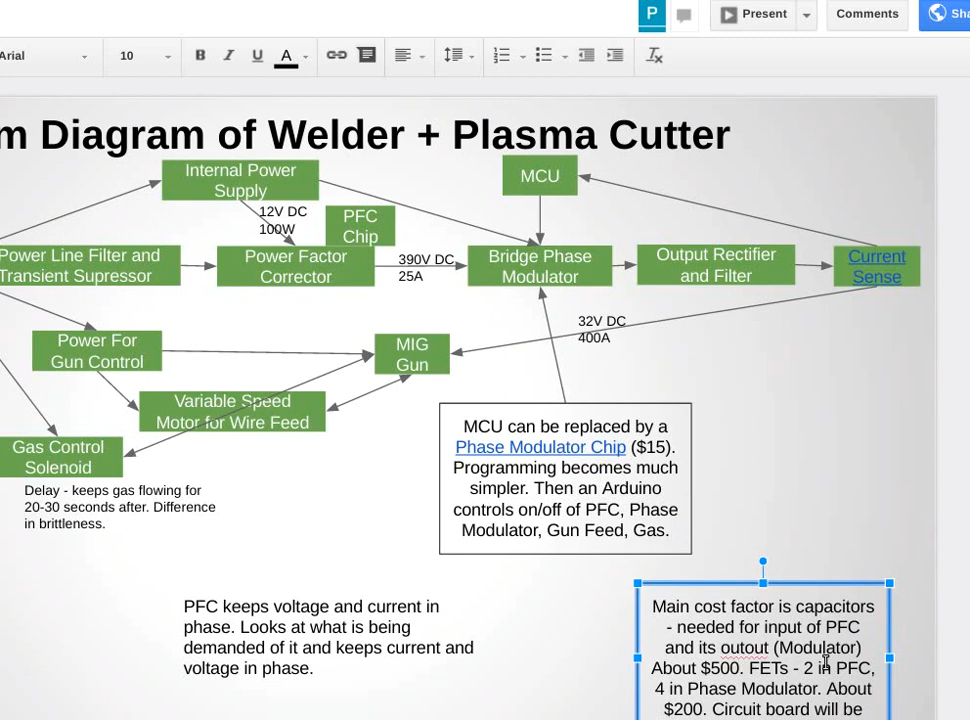 P
Present
Comments
Sha
Arial
10
B I U A
m Diagram of Welder + Plasma Cutter
Internal Power
Supply
MCU
12V DC
100W
PFC
Chip
Power Line Filter and
Transient Supressor
Power Factor
Corrector
390V DC
25A
Bridge Phase
Modulator
Output Rectifier
and Filter
Current
Sense
32V DC
400A
Power For
Gun Control
MIG
Gun
Variable Speed
Motor for Wire Feed
Gas Control
Solenoid
Delay - keeps gas flowing for
20-30 seconds after. Difference
in brittleness.
MCU can be replaced by a
Phase Modulator Chip ($15).
Programming becomes much
simpler. Then an Arduino
controls on/off of PFC, Phase
Modulator, Gun Feed, Gas.
PFC keeps voltage and current in
phase. Looks at what is being
demanded of it and keeps current and
voltage in phase.
Main cost factor is capacitors
- needed for input of PFC
and its outout (Modulator)
About $500. FETs - 2 in PFC,
4 in Phase Modulator. About
$200. Circuit board will be